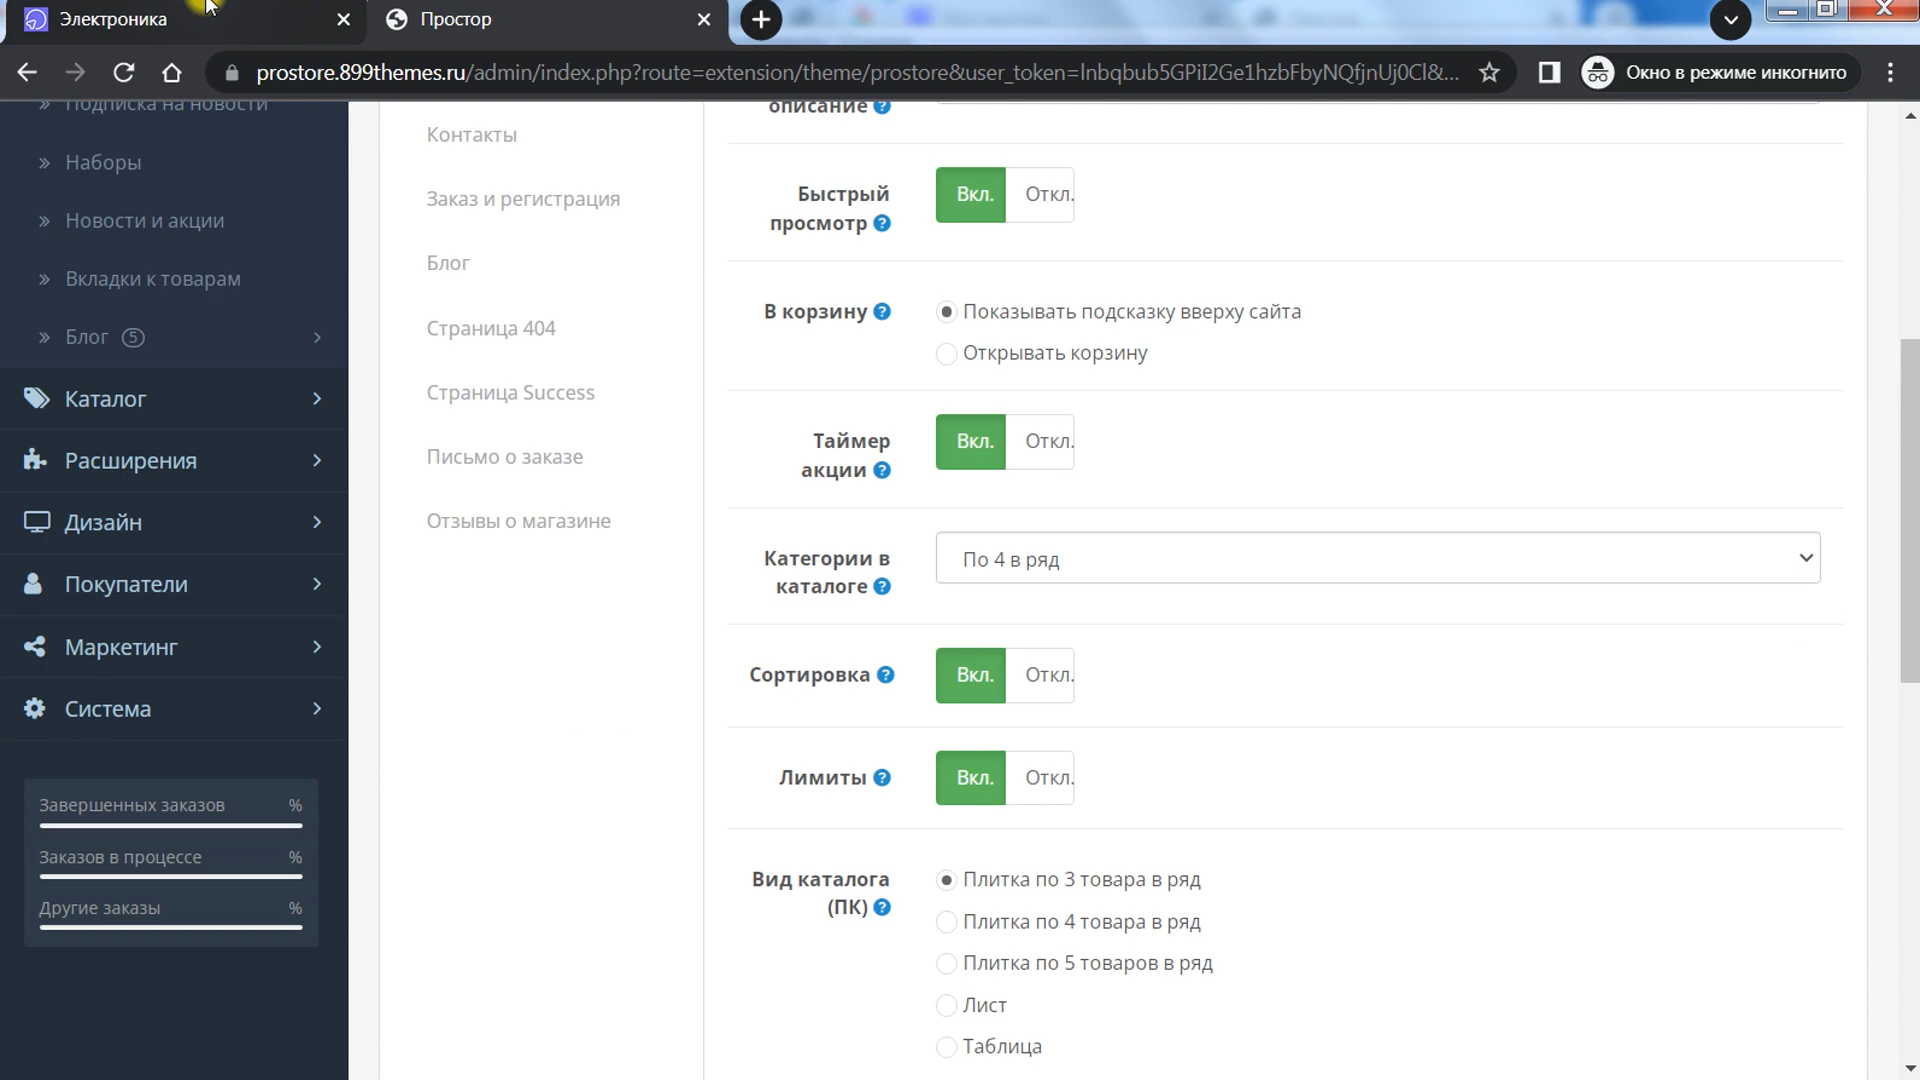 Электроника
Простор
prostore.899themes.ru/admin/index.php?route=extension/theme/prostore&user_token=lnbqbub5GPiI2Ge1hzbFbyNQfjnUj0Cl&...
Окно в режиме инкогнито
Подписка на новости
Наборы
Новости и акции
Вкладки к товарам
Блог 5
Каталог
Расширения
Дизайн
Покупатели
Маркетинг
Система
Завершенных заказов %
Заказов в процессе %
Другие заказы %
Контакты
Заказ и регистрация
Блог
Страница 404
Страница Success
Письмо о заказе
Отзывы о магазине
описание ?
Быстрый
просмотр ?
Вкл. Откл.
В корзину ?
Показывать подсказку вверху сайта
Открывать корзину
Таймер
акции ?
Вкл. Откл.
Категории в
каталоге ?
По 4 в ряд
Сортировка ?
Вкл. Откл.
Лимиты ?
Вкл. Откл.
Вид каталога
(ПК) ?
Плитка по 3 товара в ряд
Плитка по 4 товара в ряд
Плитка по 5 товаров в ряд
Лист
Таблица